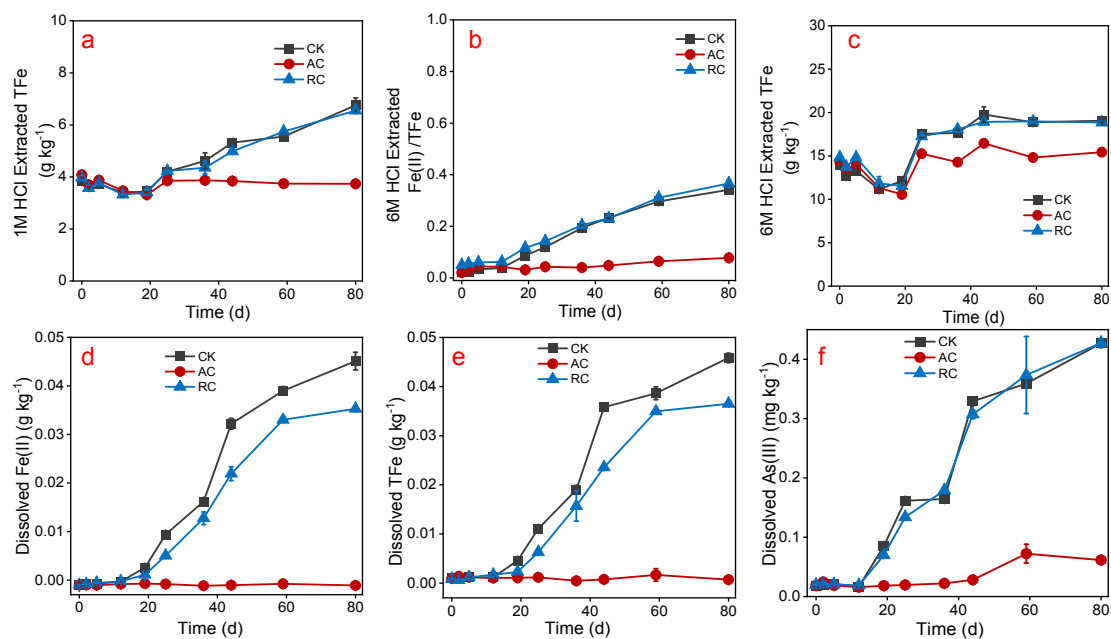 a
1M HCl Extracted TFe
(g kg⁻¹)
10
8
6
4
2
0
CK
AC
RC
0
20
40
60
80
Time (d)
b
6M HCl Extracted
Fe(II) /TFe
1.0
0.8
0.6
0.4
0.2
0.0
CK
AC
RC
0
20
40
60
80
Time (d)
c
6M HCl Extracted TFe
(g kg⁻¹)
30
25
20
15
10
5
0
CK
AC
RC
0
20
40
60
80
Time (d)
d
Dissolved Fe(II) (g kg⁻¹)
0.05
0.04
0.03
0.02
0.01
0.00
CK
AC
RC
0
20
40
60
80
Time (d)
e
Dissolved TFe (g kg⁻¹)
0.05
0.04
0.03
0.02
0.01
0.00
CK
AC
RC
0
20
40
60
80
Time (d)
f
Dissolved As(III) (mg kg⁻¹)
0.4
0.3
0.2
0.1
0.0
CK
AC
RC
0
20
40
60
80
Time (d)